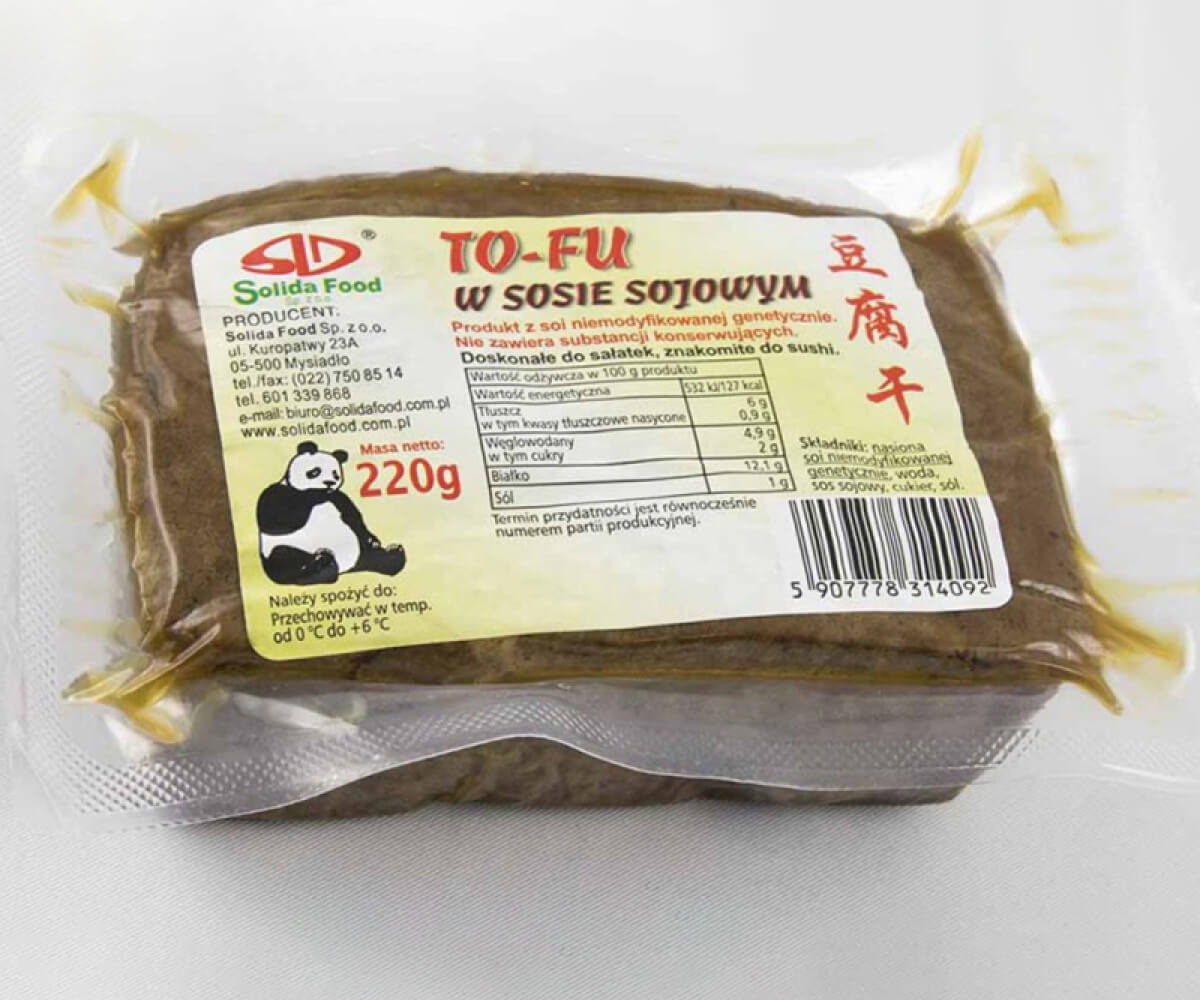 SD®
Solida Food
Sp. z o.o.
PRODUCENT:
Solida Food Sp. z o.o.
ul. Kuropatwy 23A
05-500 Mysiadło
tel./fax: (022) 750 85 14
tel. 601 339 868
e-mail: biuro@solidafood.com.pl
www.solidafood.com.pl
Masa netto:
220g
Należy spożyć do:
Przechowywać w temp.
od 0 °C do +6 °C
TO-FU
W SOSIE SOJOWYM
Produkt z soi niemodyfikowanej genetycznie.
Nie zawiera substancji konserwujących.
Doskonałe do sałatek, znakomite do sushi.
Wartość odżywcza w 100 g produktu
Wartość energetyczna 532 kJ/127 kcal
Tłuszcz 6 g
w tym kwasy tłuszczowe nasycone 0,9 g
Węglowodany 4,9 g
w tym cukry 2 g
Białko 12,1 g
Sól 1 g
Termin przydatności jest równocześnie
numerem partii produkcyjnej.
豆腐干
Składniki: nasiona
soi niemodyfikowanej
genetycznie, woda,
sos sojowy, cukier, sól.
5 907778 314092